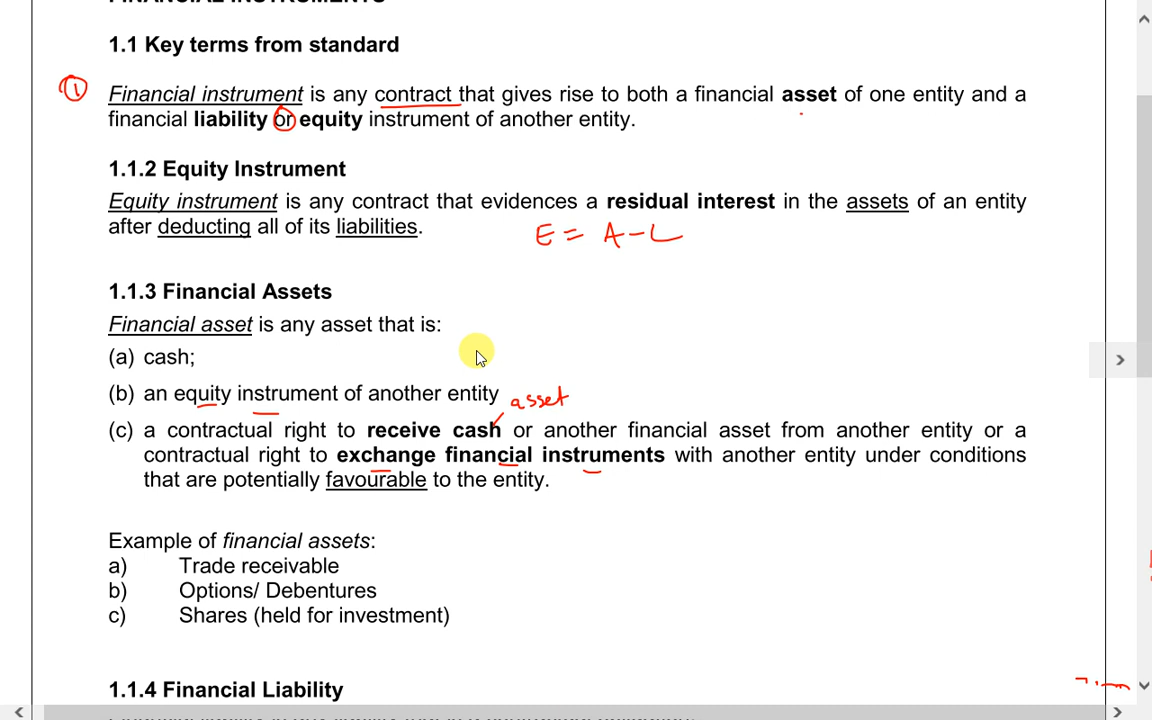 FINANCIAL INSTRUMENTS
1.1 Key terms from standard
① Financial instrument is any contract that gives rise to both a financial asset of one entity and a
financial liability or equity instrument of another entity.
1.1.2 Equity Instrument
Equity instrument is any contract that evidences a residual interest in the assets of an entity
after deducting all of its liabilities.
E = A - L
1.1.3 Financial Assets
Financial asset is any asset that is:
(a) cash;
(b) an equity instrument of another entity
asset
(c) a contractual right to receive cash or another financial asset from another entity or a
contractual right to exchange financial instruments with another entity under conditions
that are potentially favourable to the entity.
Example of financial assets:
a) Trade receivable
b) Options/ Debentures
c) Shares (held for investment)
1.1.4 Financial Liability